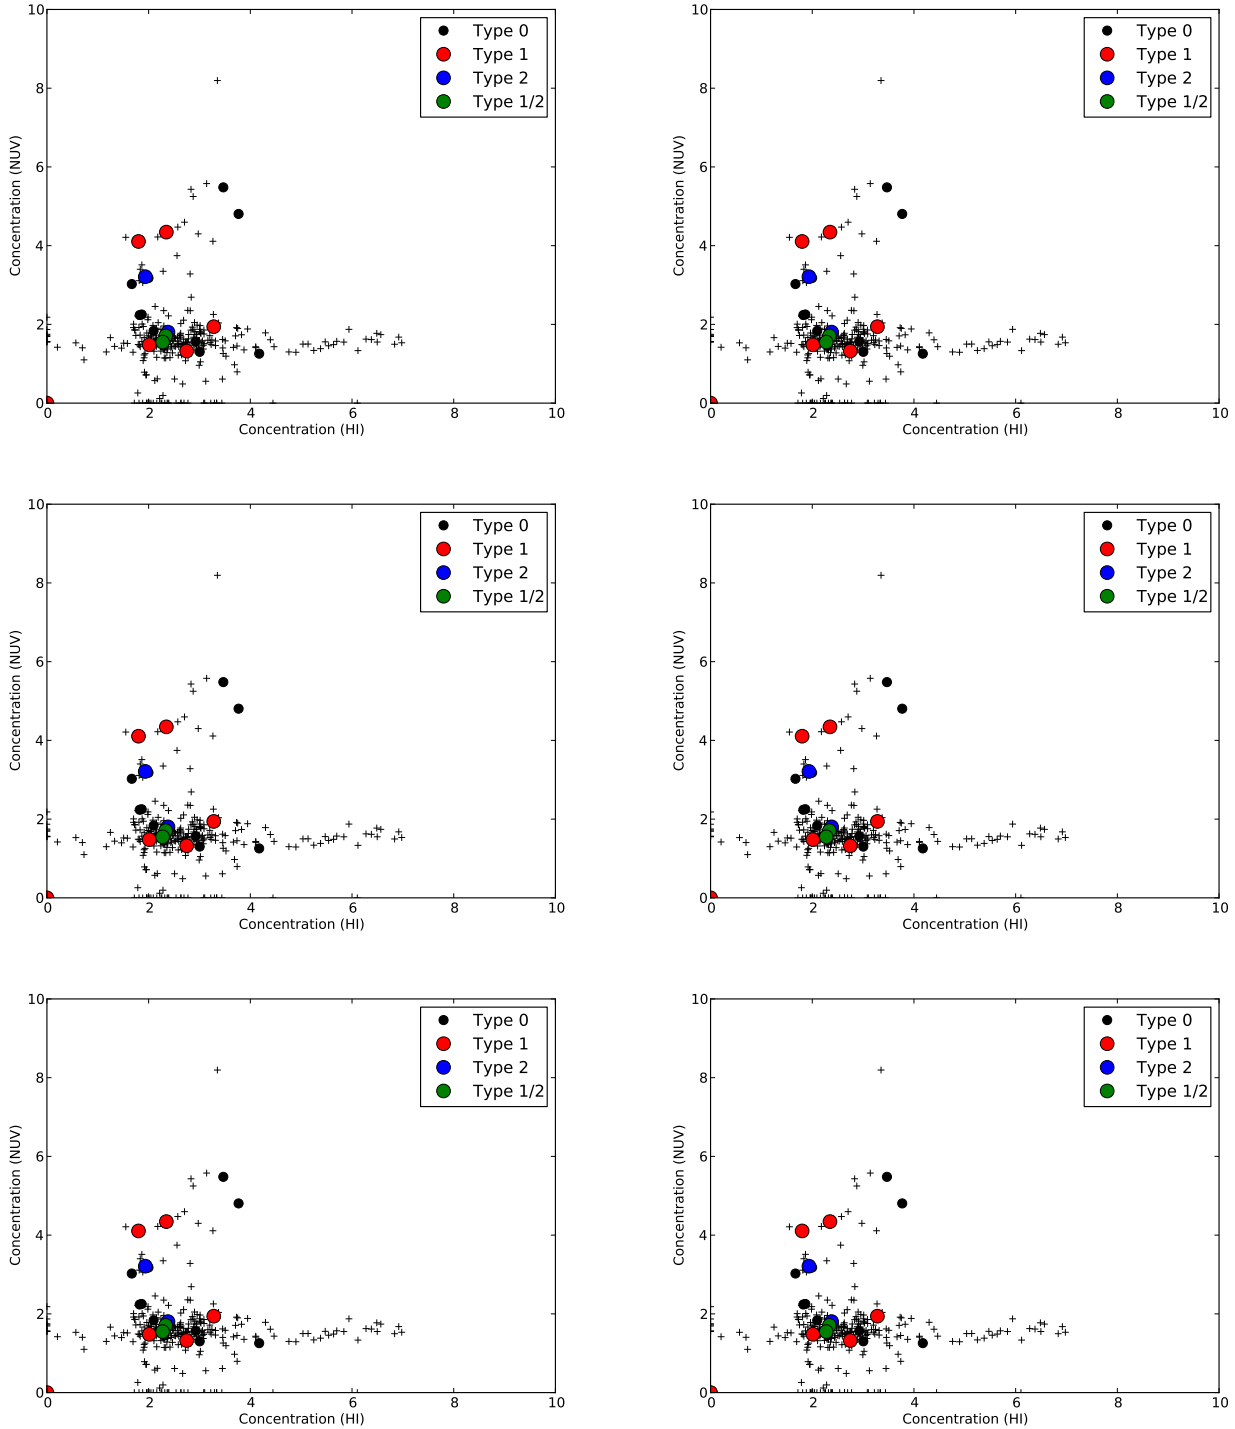 10
8
6
4
2
0
Concentration (NUV)
Type 0
Type 1
Type 2
Type 1/2
0 2 4 6 8 10
Concentration (HI)
10
8
6
4
2
0
Concentration (NUV)
Type 0
Type 1
Type 2
Type 1/2
0 2 4 6 8 10
Concentration (HI)
10
8
6
4
2
0
Concentration (NUV)
Type 0
Type 1
Type 2
Type 1/2
0 2 4 6 8 10
Concentration (HI)
10
8
6
4
2
0
Concentration (NUV)
Type 0
Type 1
Type 2
Type 1/2
0 2 4 6 8 10
Concentration (HI)
10
8
6
4
2
0
Concentration (NUV)
Type 0
Type 1
Type 2
Type 1/2
0 2 4 6 8 10
Concentration (HI)
10
8
6
4
2
0
Concentration (NUV)
Type 0
Type 1
Type 2
Type 1/2
0 2 4 6 8 10
Concentration (HI)